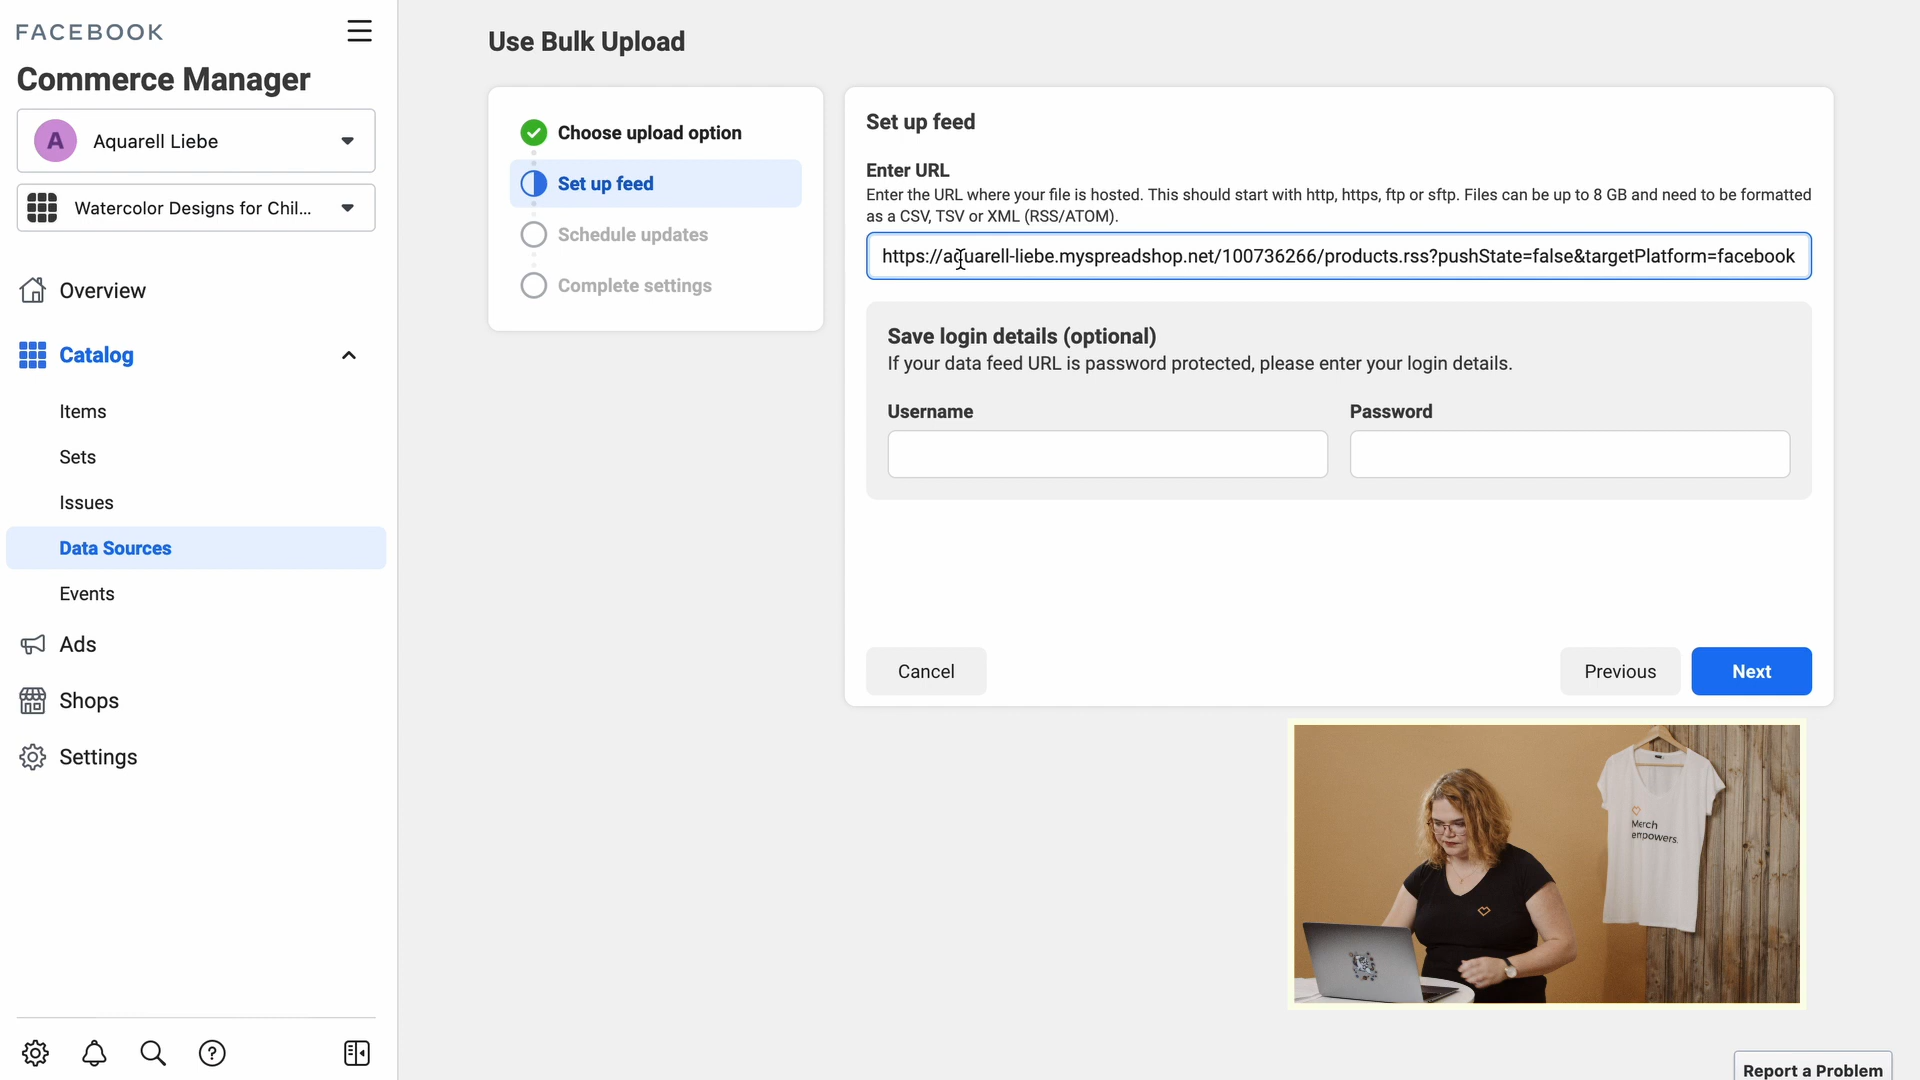 FACEBOOK
Commerce Manager
A
Aquarell Liebe
Watercolor Designs for Chil...
Overview
Catalog
Items
Sets
Issues
Data Sources
Events
Ads
Shops
Settings
Use Bulk Upload
Choose upload option
Set up feed
Schedule updates
Complete settings
Set up feed
Enter URL
Enter the URL where your file is hosted. This should start with http, https, ftp or sftp. Files can be up to 8 GB and need to be formatted
as a CSV, TSV or XML (RSS/ATOM).
https://aquarell-liebe.myspreadshop.net/100736266/products.rss?pushState=false&targetPlatform=facebook
Save login details (optional)
If your data feed URL is password protected, please enter your login details.
Username
Password
Cancel
Previous
Next
Merch
empowers.
Report a Problem